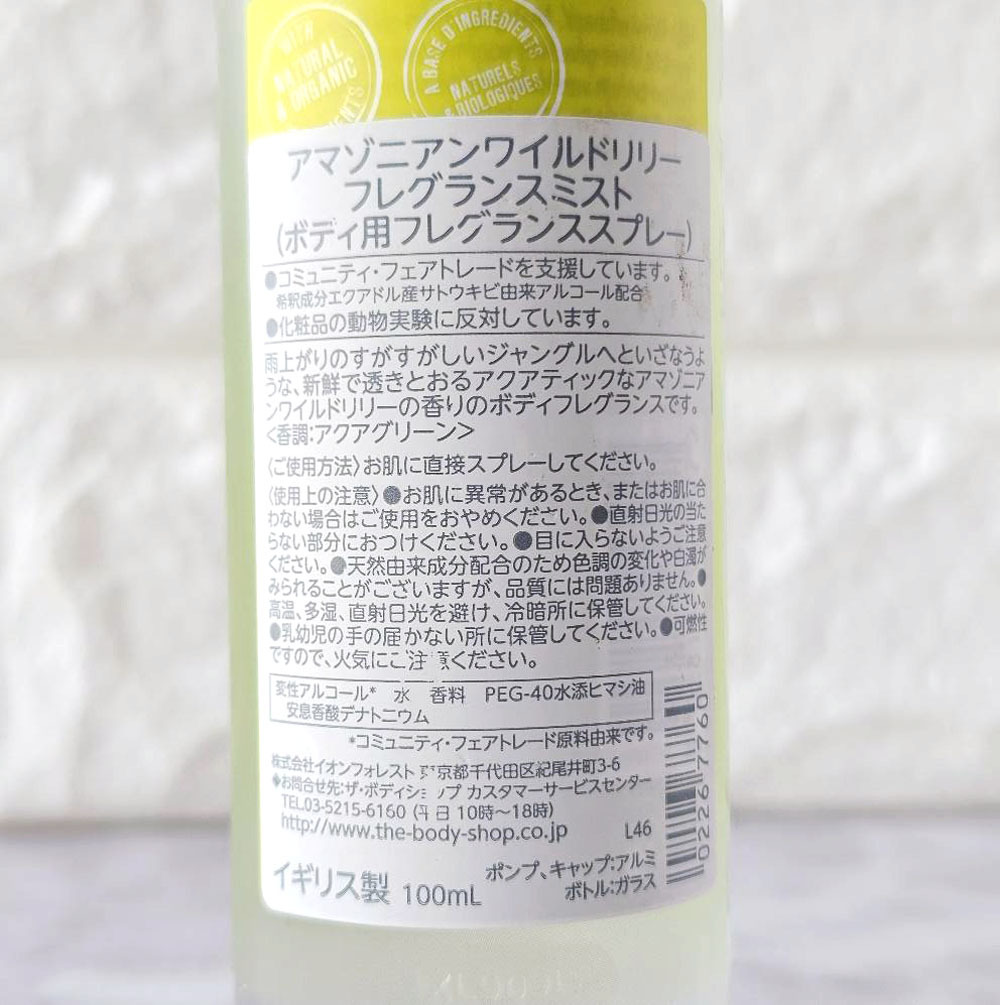 WITH
NATURAL
& ORGANIC
A BASE D'INGREDIENTS
NATURELS
& BIOLOGIQUES
アマゾニアンワイルドリリー
フレグランスミスト
(ボディ用フレグランススプレー)
●コミュニティ・フェアトレードを支援しています。
希釈成分エクアドル産サトウキビ由来アルコール配合
●化粧品の動物実験に反対しています。
雨上がりのすがすがしいジャングルへといざなうよ
うな、新鮮で透きとおるアクアティックなアマゾニア
ンワイルドリリーの香りのボディフレグランスです。
<香調:アクアグリーン>
〈ご使用方法〉お肌に直接スプレーしてください。
〈使用上の注意〉●お肌に異常があるとき、またはお肌に合
わない場合はご使用をおやめください。●直射日光の当た
らない部分におつけください。●目に入らないようご注意
ください。●天然由来成分配合のため色調の変化や白濁が
みられることがございますが、品質には問題ありません。●
高温、多湿、直射日光を避け、冷暗所に保管してください。
●乳幼児の手の届かない所に保管してください。●可燃性
ですので、火気にご注意ください。
変性アルコール* 水 香料 PEG-40水添ヒマシ油
安息香酸デナトニウム
*コミュニティ・フェアトレード原料由来です。
株式会社イオンフォレスト 東京都千代田区紀尾井町3-6
◆お問合せ先:ザ・ボディショップ カスタマーサービスセンター
TEL.03-5215-6160 (平日 10時～18時)
http://www.the-body-shop.co.jp
L46
イギリス製 100mL
ポンプ、キャップ:アルミ
ボトル:ガラス
02267760